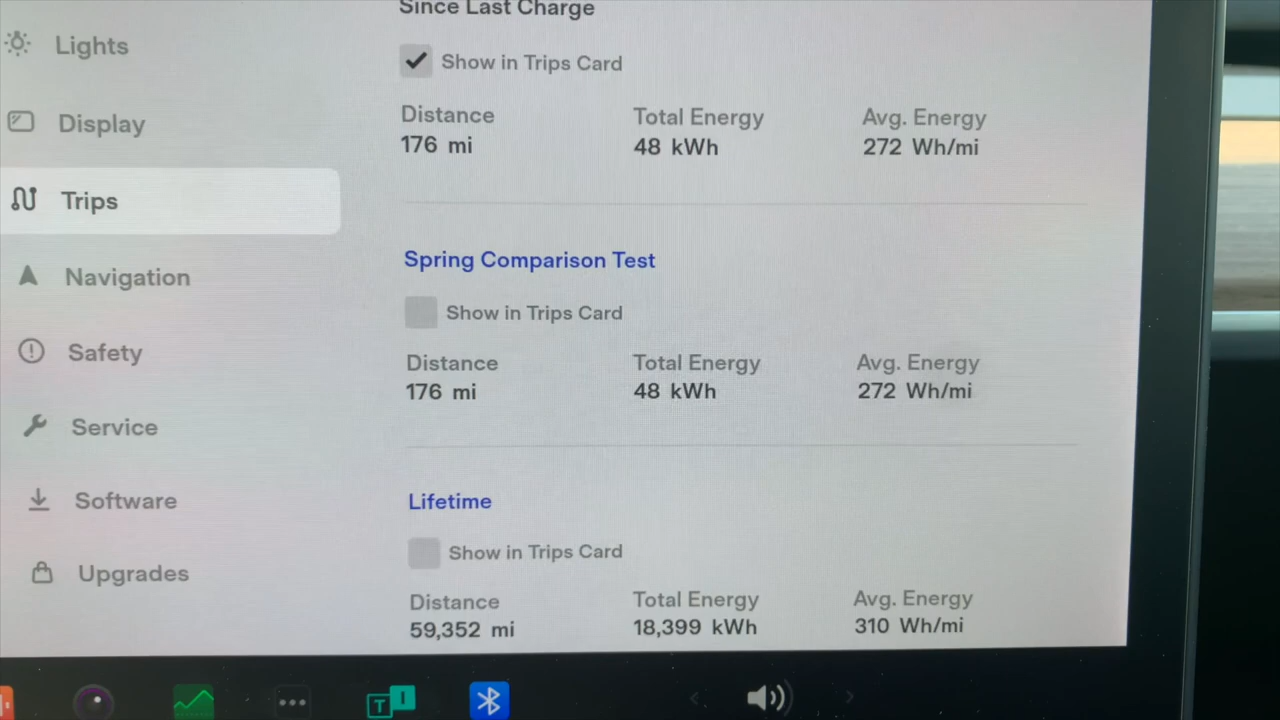 Since Last Charge
Lights
Show in Trips Card
Display
Distance Total Energy Avg. Energy
176 mi 48 kWh 272 Wh/mi
Trips
Spring Comparison Test
Navigation
Show in Trips Card
Safety
Distance Total Energy Avg. Energy
176 mi 48 kWh 272 Wh/mi
Service
Software
Lifetime
Show in Trips Card
Upgrades
Distance Total Energy Avg. Energy
59,352 mi 18,399 kWh 310 Wh/mi
T I